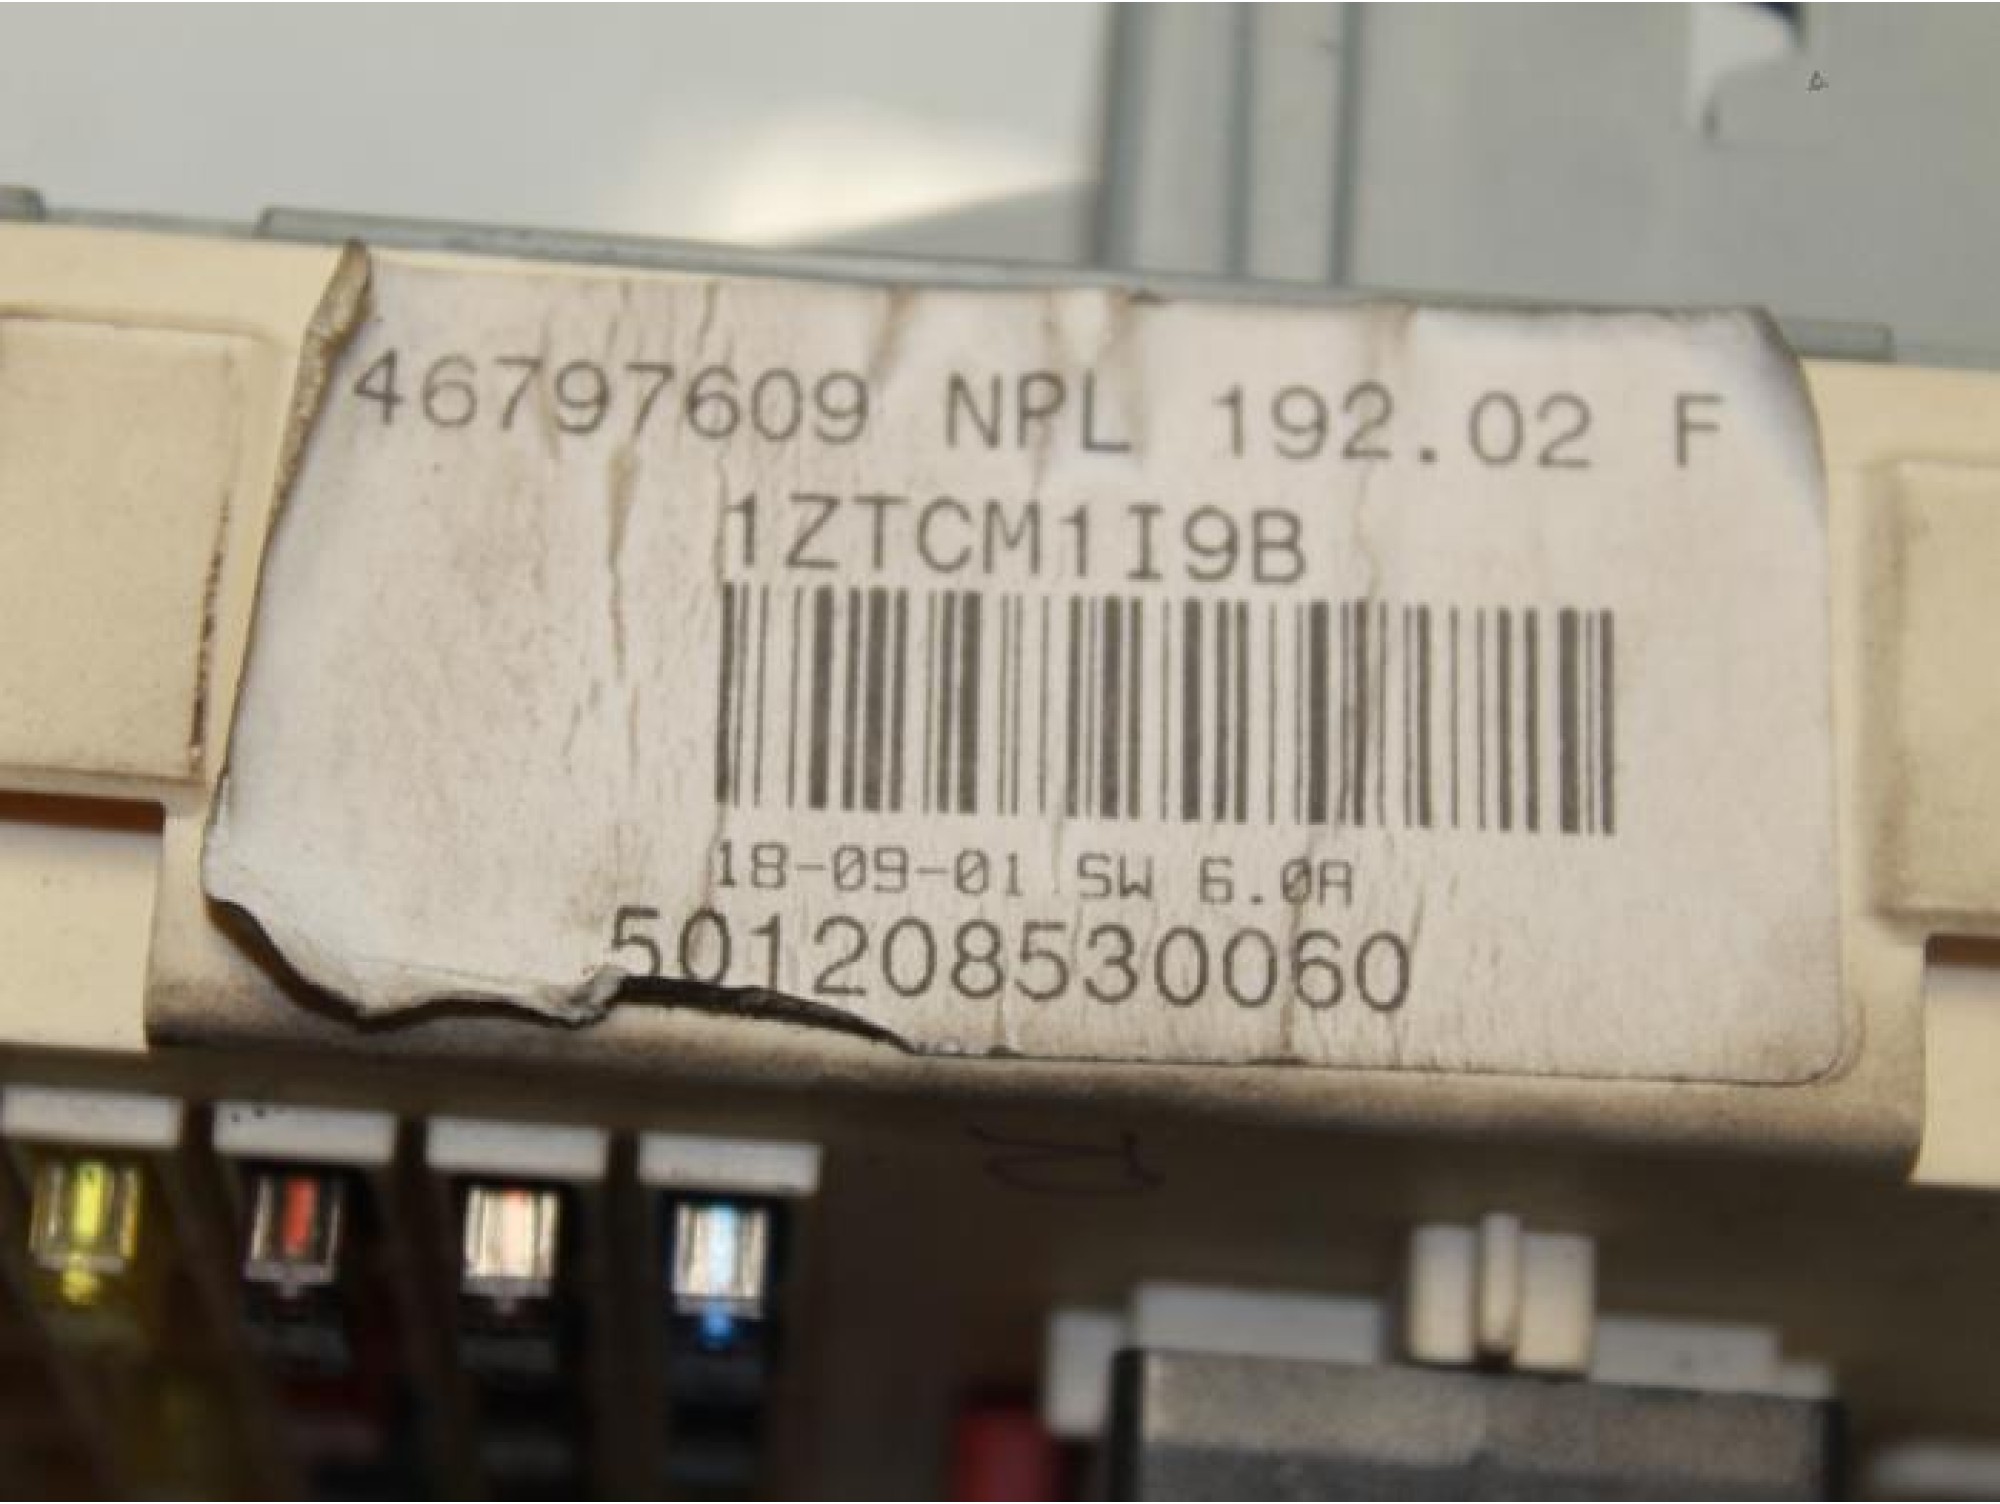 46797609 NPL 192.02 F
1ZTCM1I9B
18-09-01 SW 6.0A
501208530060